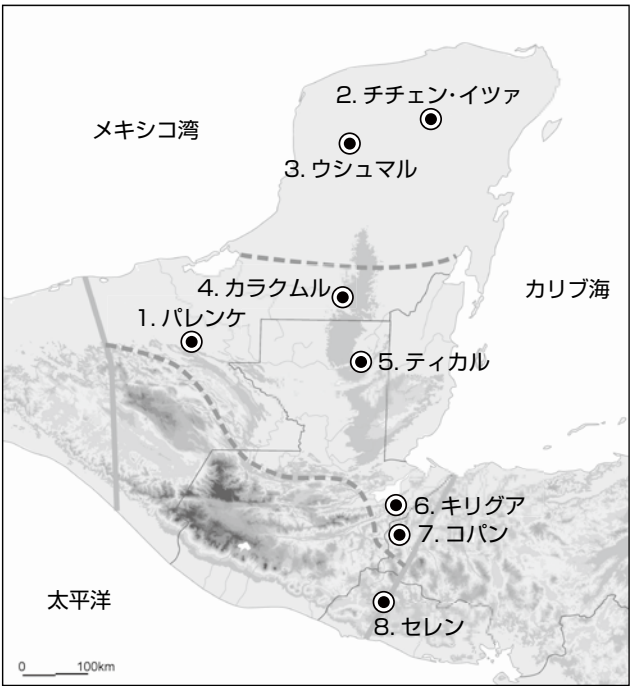 2. チチェン・イツァ
メキシコ湾
3. ウシュマル
4. カラクムル
カリブ海
1. パレンケ
5. ティカル
6. キリグア
7. コパン
太平洋
8. セレン
0 100km